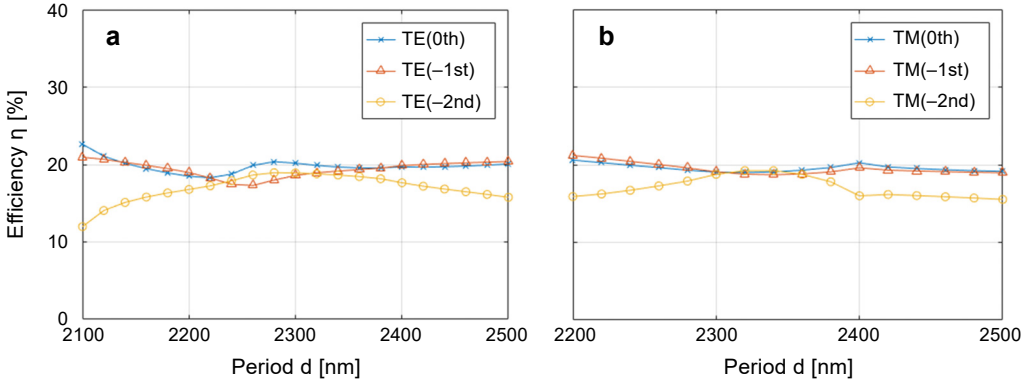 a
TE(0th)
TE(–1st)
TE(–2nd)
b
TM(0th)
TM(–1st)
TM(–2nd)
Efficiency η [%]
40
30
20
10
0
2100 2200 2300 2400 2500
2200 2300 2400 2500
Period d [nm]
Period d [nm]